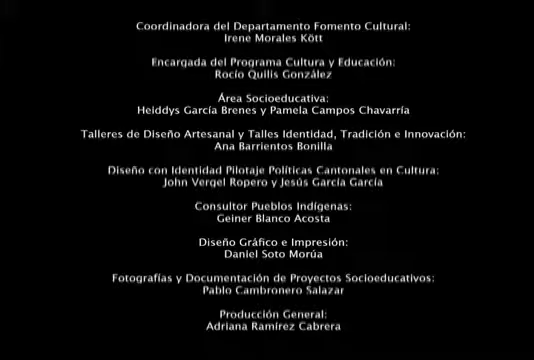 Coordinadora del Departamento Fomento Cultural:
Irene Morales Kött
Encargada del Programa Cultura y Educación:
Rocío Quilis González
Área Socioeducativa:
Heiddys García Brenes y Pamela Campos Chavarría
Talleres de Diseño Artesanal y Talles Identidad, Tradición e Innovación:
Ana Barrientos Bonilla
Diseño con Identidad Pilotaje Políticas Cantonales en Cultura:
John Vergel Ropero y Jesús García García
Consultor Pueblos Indígenas:
Geiner Blanco Acosta
Diseño Gráfico e Impresión:
Daniel Soto Morúa
Fotografías y Documentación de Proyectos Socioeducativos:
Pablo Cambronero Salazar
Producción General:
Adriana Ramírez Cabrera